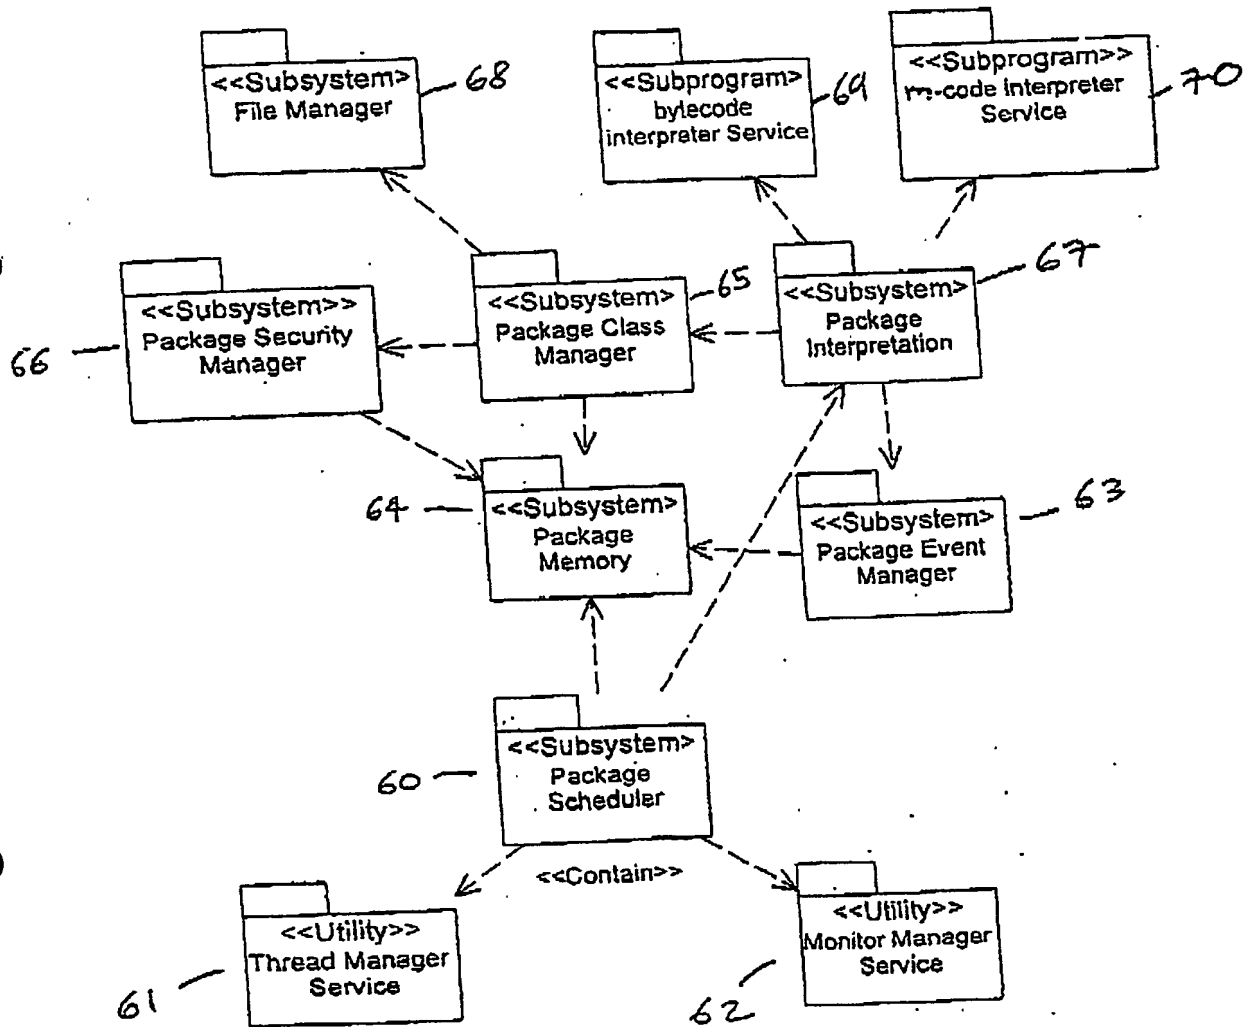 <<Subsystem>
File Manager
68
<<Subprogram>
bytecode
interpreter Service
69
<<Subprogram>>
m-code interpreter
Service
70
<<Subsystem>>
Package Security
Manager
66
<<Subsystem>
Package Class
Manager
65
<<Subsystem>
Package
Interpretation
67
64
<<Subsystem>
Package
Memory
<<Subsystem>
Package Event
Manager
63
60
<<Subsystem>
Package
Scheduler
<<Contain>>
<<Utility>>
Thread Manager
Service
61
<<Utility>>
Monitor Manager
Service
62